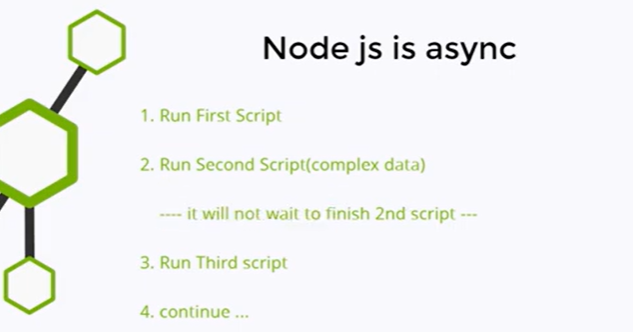 Node js is async
1. Run First Script
2. Run Second Script(complex data)
---- it will not wait to finish 2nd script ---
3. Run Third script
4. continue ...